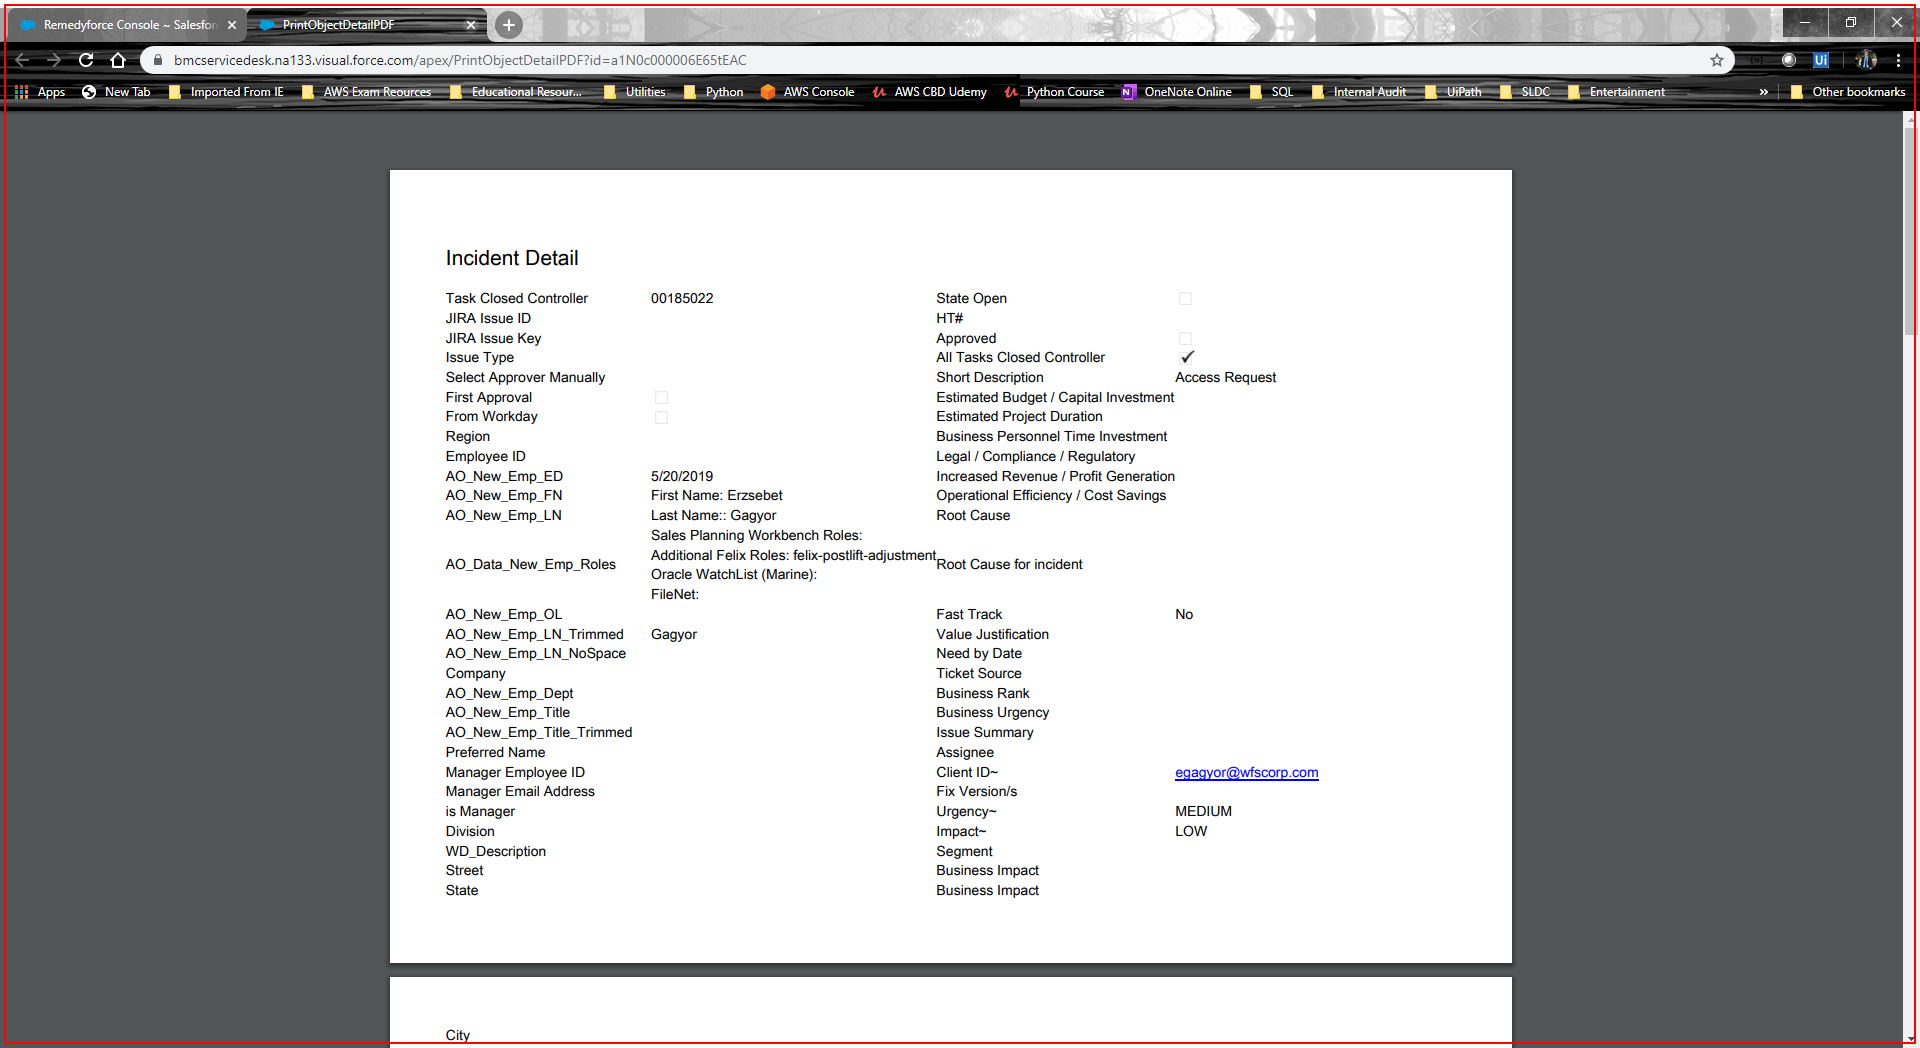 Remedyforce Console ~ Salesfor
PrintObjectDetailPDF
bmcservicedesk.na133.visual.force.com/apex/PrintObjectDetailPDF?id=a1N0c000006E65tEAC
Ui
Apps New Tab Imported From IE AWS Exam Reources Educational Resour... Utilities Python AWS Console AWS CBD Udemy Python Course OneNote Online SQL Internal Audit UiPath SLDC Entertainment » Other bookmarks
Incident Detail
Task Closed Controller 00185022 State Open
JIRA Issue ID HT#
JIRA Issue Key Approved
Issue Type All Tasks Closed Controller
Select Approver Manually Short Description Access Request
First Approval Estimated Budget / Capital Investment
From Workday Estimated Project Duration
Region Business Personnel Time Investment
Employee ID Legal / Compliance / Regulatory
AO_New_Emp_ED 5/20/2019 Increased Revenue / Profit Generation
AO_New_Emp_FN First Name: Erzsebet Operational Efficiency / Cost Savings
AO_New_Emp_LN Last Name:: Gagyor Root Cause
Sales Planning Workbench Roles:
Additional Felix Roles: felix-postlift-adjustment
AO_Data_New_Emp_Roles Root Cause for incident
Oracle WatchList (Marine):
FileNet:
AO_New_Emp_OL Fast Track No
AO_New_Emp_LN_Trimmed Gagyor Value Justification
AO_New_Emp_LN_NoSpace Need by Date
Company Ticket Source
AO_New_Emp_Dept Business Rank
AO_New_Emp_Title Business Urgency
AO_New_Emp_Title_Trimmed Issue Summary
Preferred Name Assignee
Manager Employee ID Client ID~ egagyor@wfscorp.com
Manager Email Address Fix Version/s
is Manager Urgency~ MEDIUM
Division Impact~ LOW
WD_Description Segment
Street Business Impact
State Business Impact
City